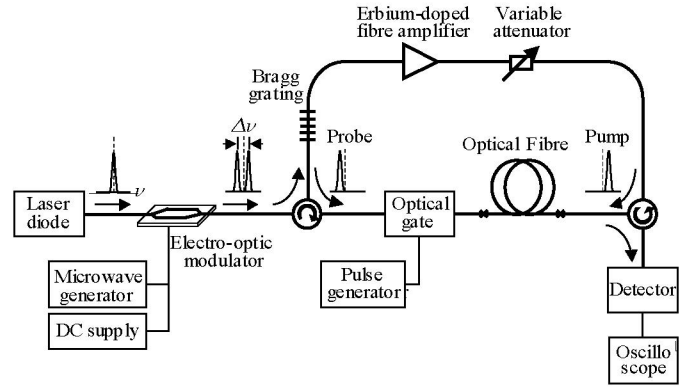 Erbium-doped
fibre amplifier
Variable
attenuator
Bragg
grating
Δν
Probe
Optical Fibre
Pump
ν
Laser
diode
Electro-optic
modulator
Optical
gate
Microwave
generator
Pulse
generator
Detector
DC supply
Oscillo
scope